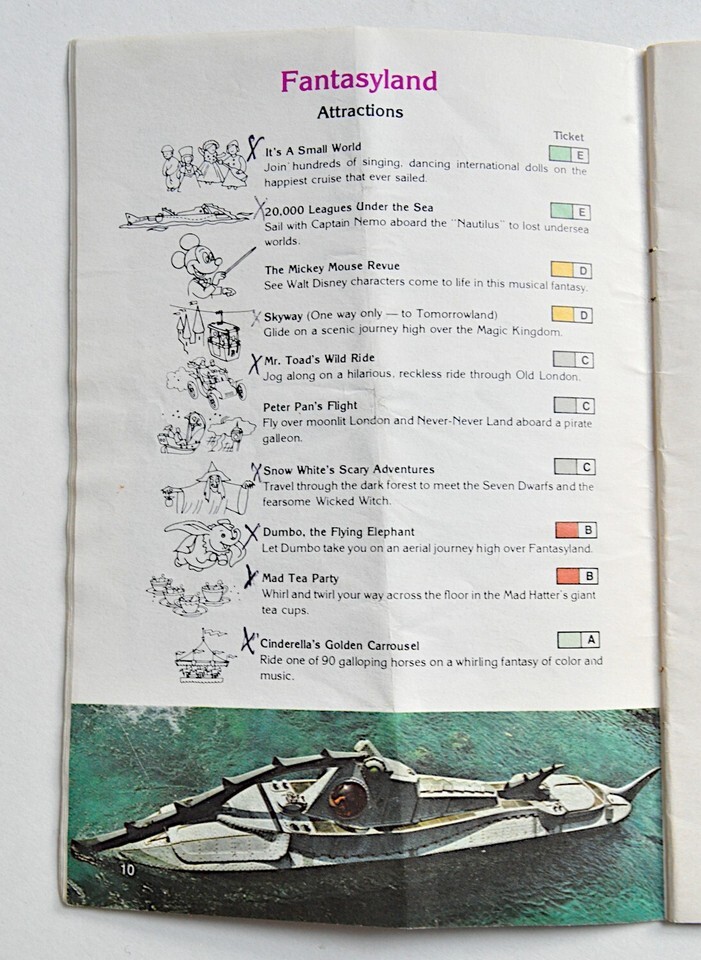 Fantasyland
Attractions
Ticket
X It's A Small World E
Join hundreds of singing, dancing international dolls on the
happiest cruise that ever sailed.
X 20,000 Leagues Under the Sea E
Sail with Captain Nemo aboard the "Nautilus" to lost undersea
worlds.
The Mickey Mouse Revue D
See Walt Disney characters come to life in this musical fantasy.
X Skyway (One way only — to Tomorrowland) D
Glide on a scenic journey high over the Magic Kingdom.
X Mr. Toad's Wild Ride C
Jog along on a hilarious, reckless ride through Old London.
Peter Pan's Flight C
Fly over moonlit London and Never-Never Land aboard a pirate
galleon.
X Snow White's Scary Adventures C
Travel through the dark forest to meet the Seven Dwarfs and the
fearsome Wicked Witch.
X Dumbo, the Flying Elephant B
Let Dumbo take you on an aerial journey high over Fantasyland.
X Mad Tea Party B
Whirl and twirl your way across the floor in the Mad Hatter's giant
tea cups.
X Cinderella's Golden Carrousel A
Ride one of 90 galloping horses on a whirling fantasy of color and
music.
10